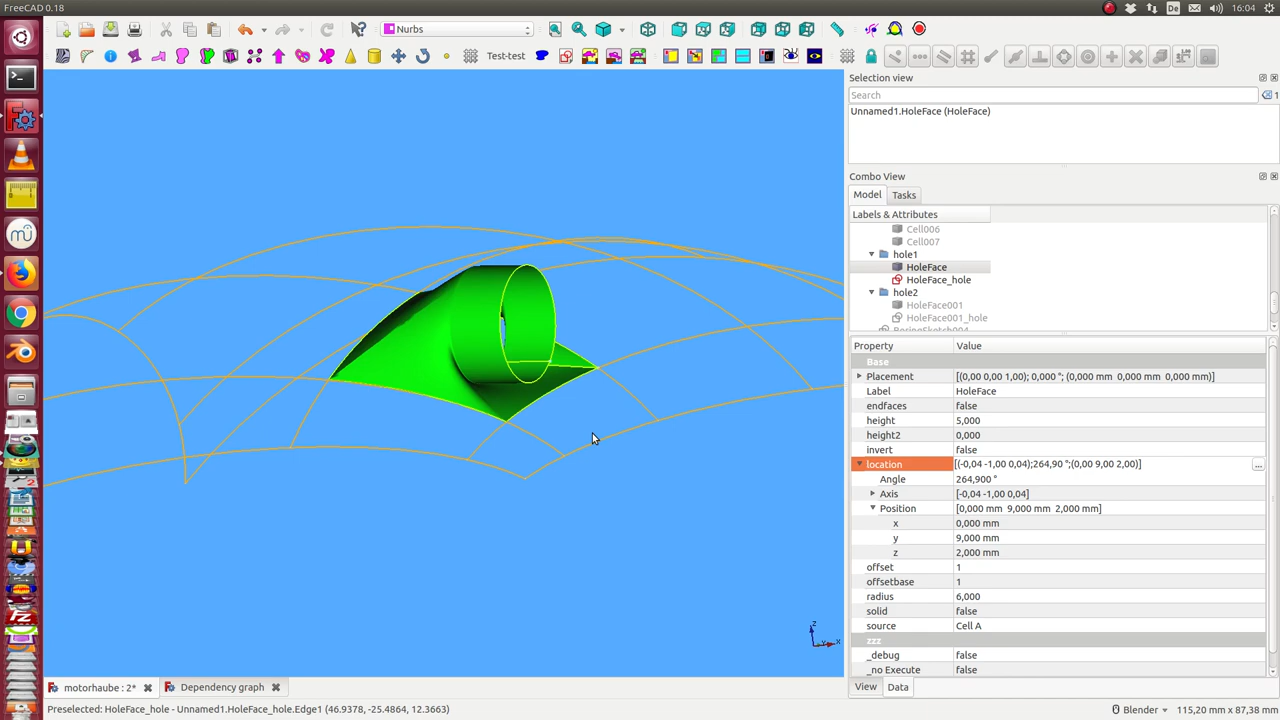 FreeCAD 0.18
De
16:04
Nurbs
Test-test
Selection view
Search
1
Unnamed1.HoleFace (HoleFace)
Combo View
Model Tasks
Labels & Attributes
Cell006
Cell007
hole1
HoleFace
HoleFace_hole
hole2
HoleFace001
HoleFace001_hole
Property Value
Base
Placement [(0,00 0,00 1,00); 0,000 °; (0,000 mm 0,000 mm 0,000 mm)]
Label HoleFace
endfaces false
height 5,000
height2 0,000
invert false
location [(-0,04 -1,00 0,04);264,90 °;(0,00 9,00 2,00)] ...
Angle 264,900 °
Axis [-0,04 -1,00 0,04]
Position [0,000 mm 9,000 mm 2,000 mm]
x 0,000 mm
y 9,000 mm
z 2,000 mm
offset 1
offsetbase 1
radius 6,000
solid false
source Cell A
zzz
_debug false
_no Execute false
z
x
motorhaube : 2* Dependency graph
View Data
Preselected: HoleFace_hole - Unnamed1.HoleFace_hole.Edge1 (46.9378, -25.4864, 12.3663)
Blender 115,20 mm x 87,38 mm